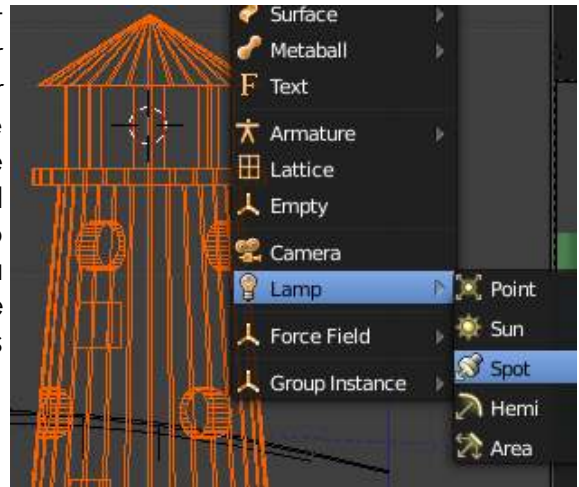 Surface
Metaball
F Text
Armature
Lattice
Empty
Camera
Lamp
Force Field
Group Instance
Point
Sun
Spot
Hemi
Area